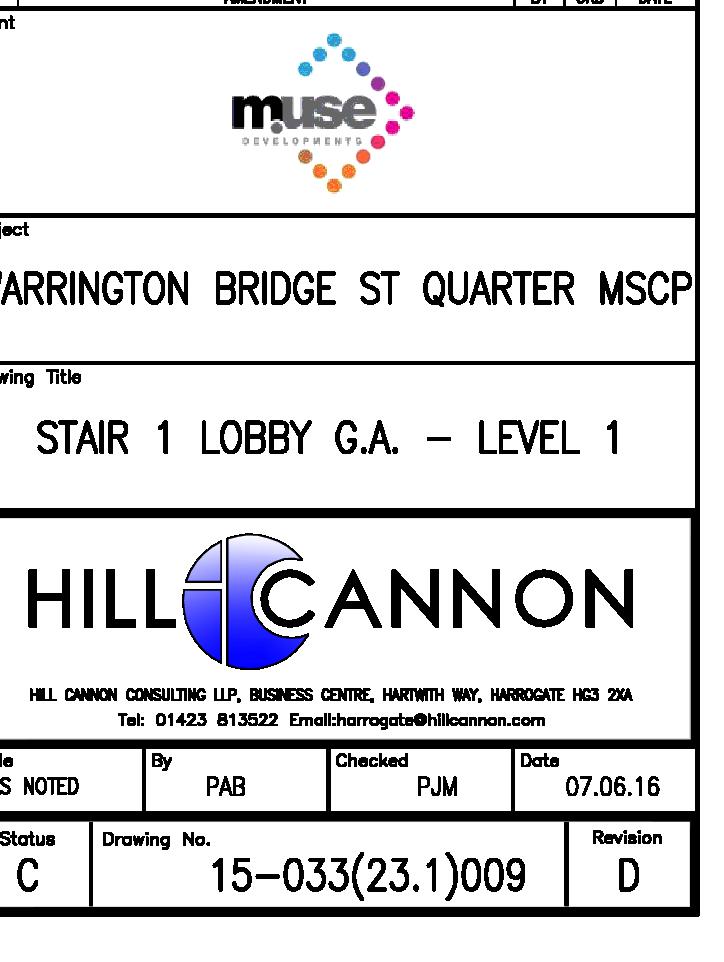 AMENDMENT BY CHD DATE
nt
muse
DEVELOPMENTS
ject
ARRINGTON BRIDGE ST QUARTER MSCP
wing Title
STAIR 1 LOBBY G.A. - LEVEL 1
HILL CANNON
HILL CANNON CONSULTING LLP, BUSINESS CENTRE, HARTWITH WAY, HARROGATE HG3 2XA
Tel: 01423 813522 Email:harrogate@hillcannon.com
le By Checked Date
S NOTED PAB PJM 07.06.16
Status Drawing No. Revision
C 15-033(23.1)009 D